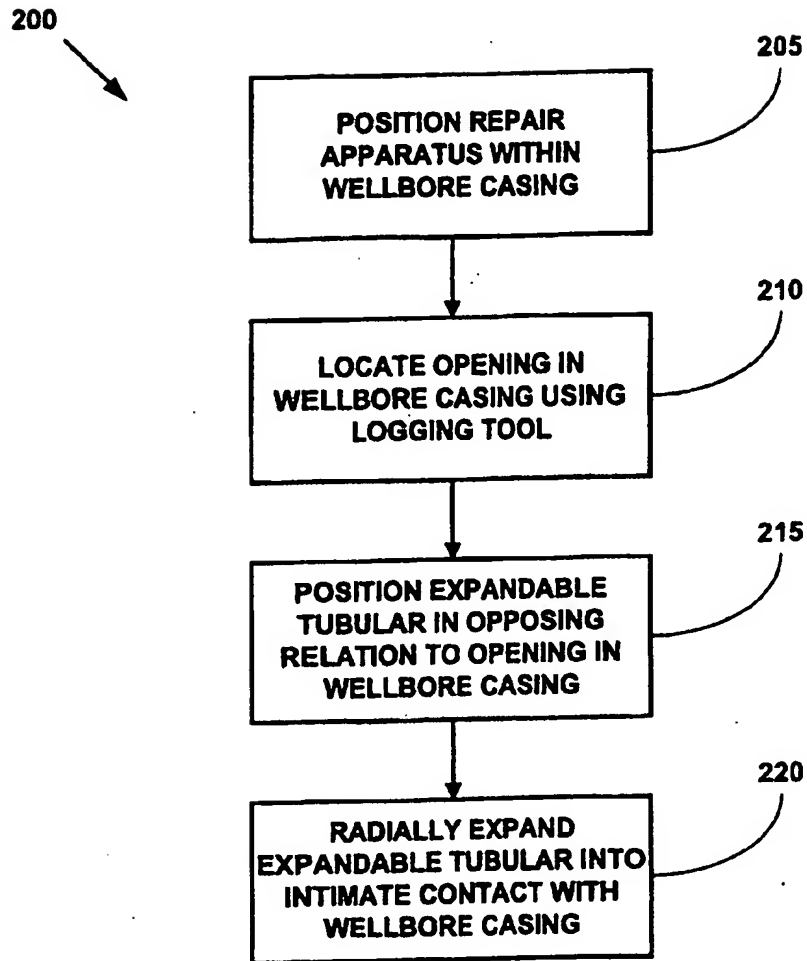 200
205
POSITION REPAIR
APPARATUS WITHIN
WELLBORE CASING
210
LOCATE OPENING IN
WELLBORE CASING USING
LOGGING TOOL
215
POSITION EXPANDABLE
TUBULAR IN OPPOSING
RELATION TO OPENING IN
WELLBORE CASING
220
RADIALLY EXPAND
EXPANDABLE TUBULAR INTO
INTIMATE CONTACT WITH
WELLBORE CASING